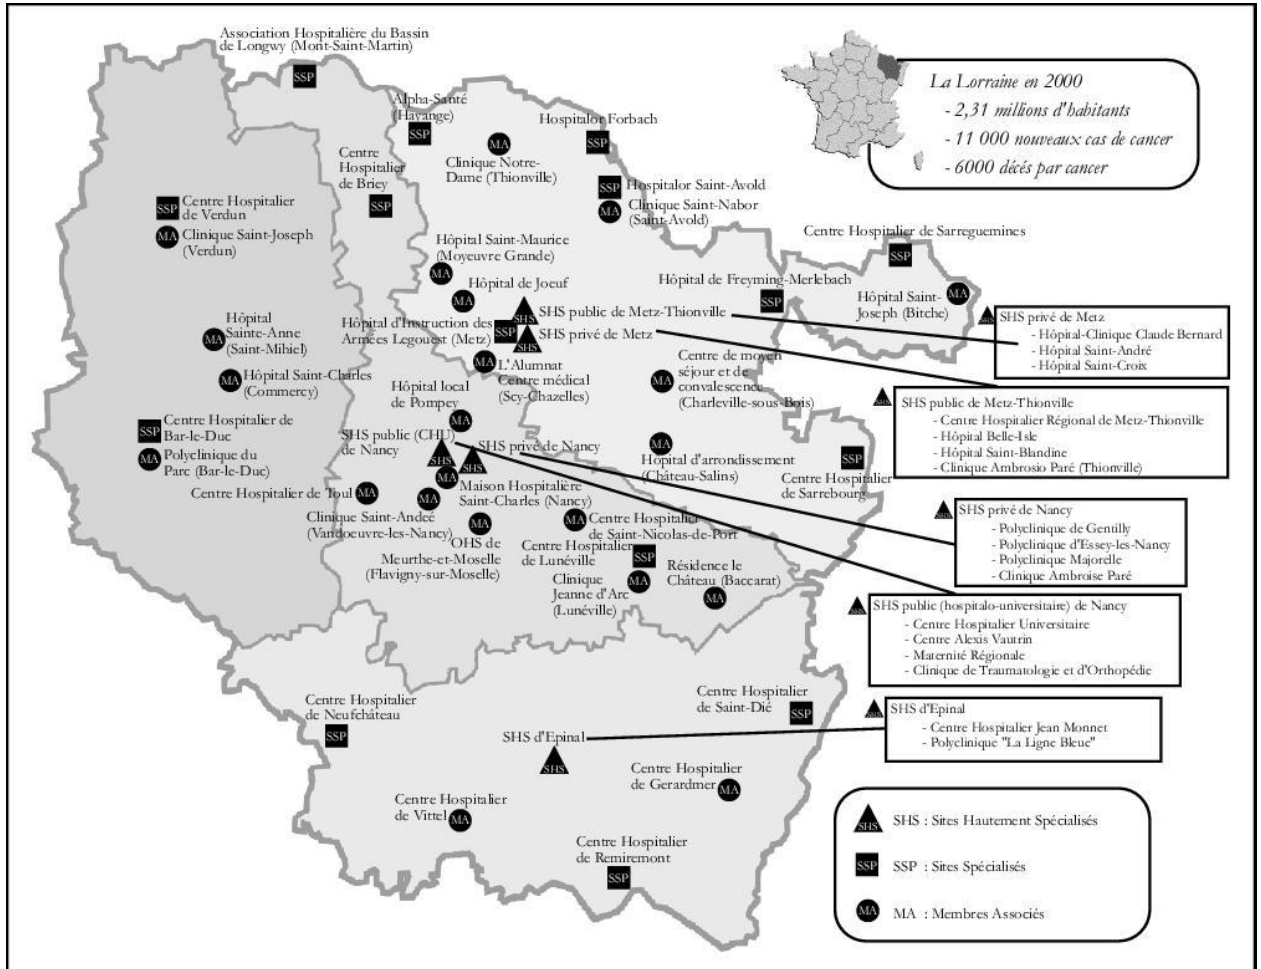 Association Hospitalière du Bassin
de Longwy (Mont-Saint-Martin)
SSP
La Lorraine en 2000
- 2,31 millions d'habitants
- 11 000 nouveaux cas de cancer
- 6000 décés par cancer
Alpha-Santé
(Hayange)
SSP
Hospitalor Forbach
SSP
MA
Clinique Notre-
Dame (Thionville)
Centre
Hospitalier
de Briey
SSP
SSP
Hospitalor Saint-Avold
MA
Clinique Saint-Nabor
(Saint-Avold)
SSP
Centre Hospitalier
de Verdun
MA
Clinique Saint-Joseph
(Verdun)
Centre Hospitalier de Sarreguemines
SSP
Hôpital Saint-Maurice
(Moyeuvre Grande)
MA
Hôpital de Joeuf
MA
Hôpital de Freyming-Merlebach
SSP
Hôpital Saint-
Joseph (Bitche)
MA
SHS
SHS public de Metz-Thionville
Hôpital d'Instruction des
Armées Legouest (Metz)
SSP
SHS
SHS privé de Metz
SHS
SHS privé de Metz
- Hôpital-Clinique Claude Bernard
- Hôpital Saint-André
- Hôpital Saint-Croix
Hôpital
Sainte-Anne
(Saint-Mihiel)
MA
MA
L'Alumnat
Centre médical
(Scy-Chazelles)
Centre de moyen
séjour et de
convalescence
(Charleville-sous-Bois)
MA
MA
Hôpital Saint-Charles
(Commercy)
Hôpital local
de Pompey
MA
SHS
SHS public de Metz-Thionville
- Centre Hospitalier Régional de Metz-Thionville
- Hôpital Belle-Isle
- Hôpital Saint-Blandine
- Clinique Ambrosio Paré (Thionville)
SSP
Centre Hospitalier de
Bar-le-Duc
MA
Polyclinique du
Parc (Bar-le-Duc)
SHS public (CHU)
de Nancy
SHS
SHS privé de Nancy
SHS
MA
Hopital d'arrondissement
(Château-Salins)
SSP
Centre Hospitalier
de Sarrebourg
Centre Hospitalier de Toul
MA
MA
Maison Hospitalière
Saint-Charles (Nancy)
MA
Clinique Saint-Andeé
(Vandoeuvre-les-Nancy)
MA
OHS de
Meurthe-et-Moselle
(Flavigny-sur-Moselle)
MA
Centre Hospitalier
de Saint-Nicolas-de-Port
SHS
SHS privé de Nancy
- Polyclinique de Gentilly
- Polyclinique d'Essey-les-Nancy
- Polyclinique Majorelle
- Clinique Ambroise Paré
Centre Hospitalier
de Lunéville
SSP
Clinique
Jeanne d'Arc
(Lunéville)
MA
Résidence le
Château (Baccarat)
MA
SHS
SHS public (hospitalo-universitaire) de Nancy
- Centre Hospitalier Universitaire
- Centre Alexis Vautrin
- Maternité Régionale
- Clinique de Traumatologie et d'Orthopédie
Centre Hospitalier
de Neufchâteau
SSP
Centre Hospitalier
de Saint-Dié
SSP
SHS
SHS d'Epinal
- Centre Hospitalier Jean Monnet
- Polyclinique "La Ligne Bleue"
SHS d'Epinal
SHS
Centre Hospitalier
de Gerardmer
MA
Centre Hospitalier
de Vittel
MA
Centre Hospitalier
de Remiremont
SSP
SHS
SHS : Sites Hautement Spécialisés
SSP
SSP : Sites Spécialisés
MA
MA : Membres Associés